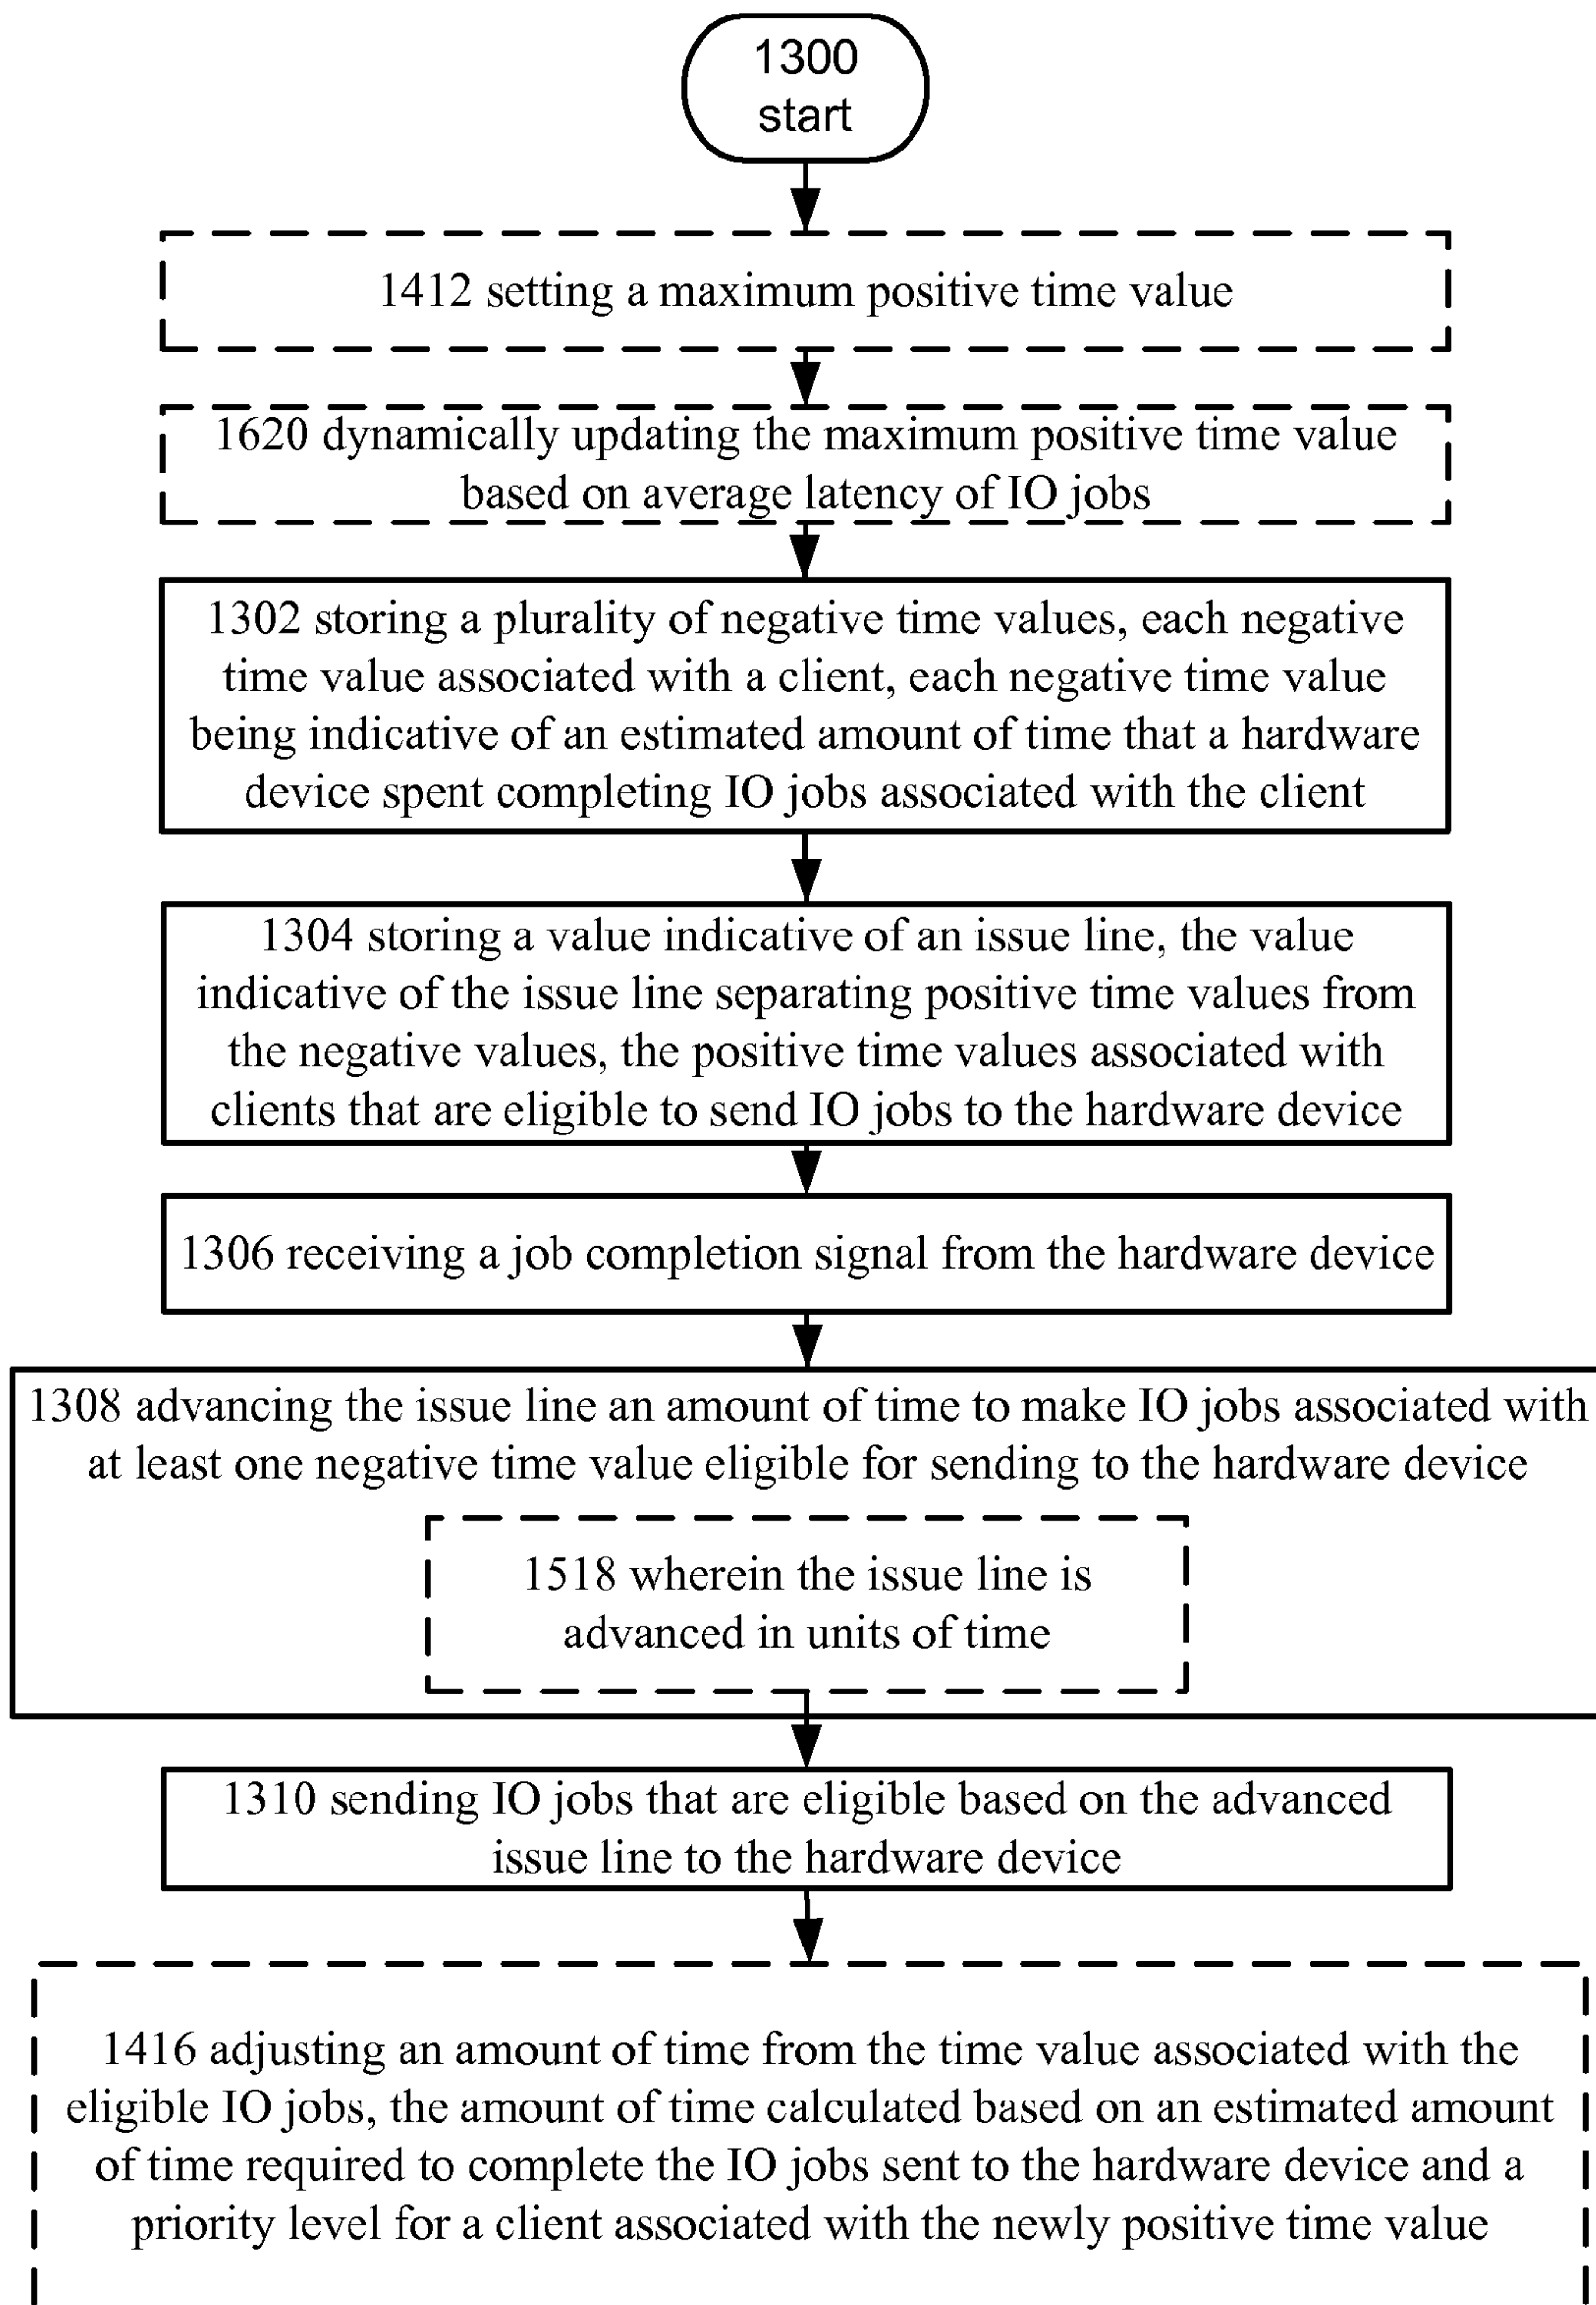 1300
start
1412 setting a maximum positive time value
1620 dynamically updating the maximum positive time value
based on average latency of IO jobs
1302 storing a plurality of negative time values, each negative
time value associated with a client, each negative time value
being indicative of an estimated amount of time that a hardware
device spent completing IO jobs associated with the client
1304 storing a value indicative of an issue line, the value
indicative of the issue line separating positive time values from
the negative values, the positive time values associated with
clients that are eligible to send IO jobs to the hardware device
1306 receiving a job completion signal from the hardware device
1308 advancing the issue line an amount of time to make IO jobs associated with
at least one negative time value eligible for sending to the hardware device
1518 wherein the issue line is
advanced in units of time
1310 sending IO jobs that are eligible based on the advanced
issue line to the hardware device
1416 adjusting an amount of time from the time value associated with the
eligible IO jobs, the amount of time calculated based on an estimated amount
of time required to complete the IO jobs sent to the hardware device and a
priority level for a client associated with the newly positive time value